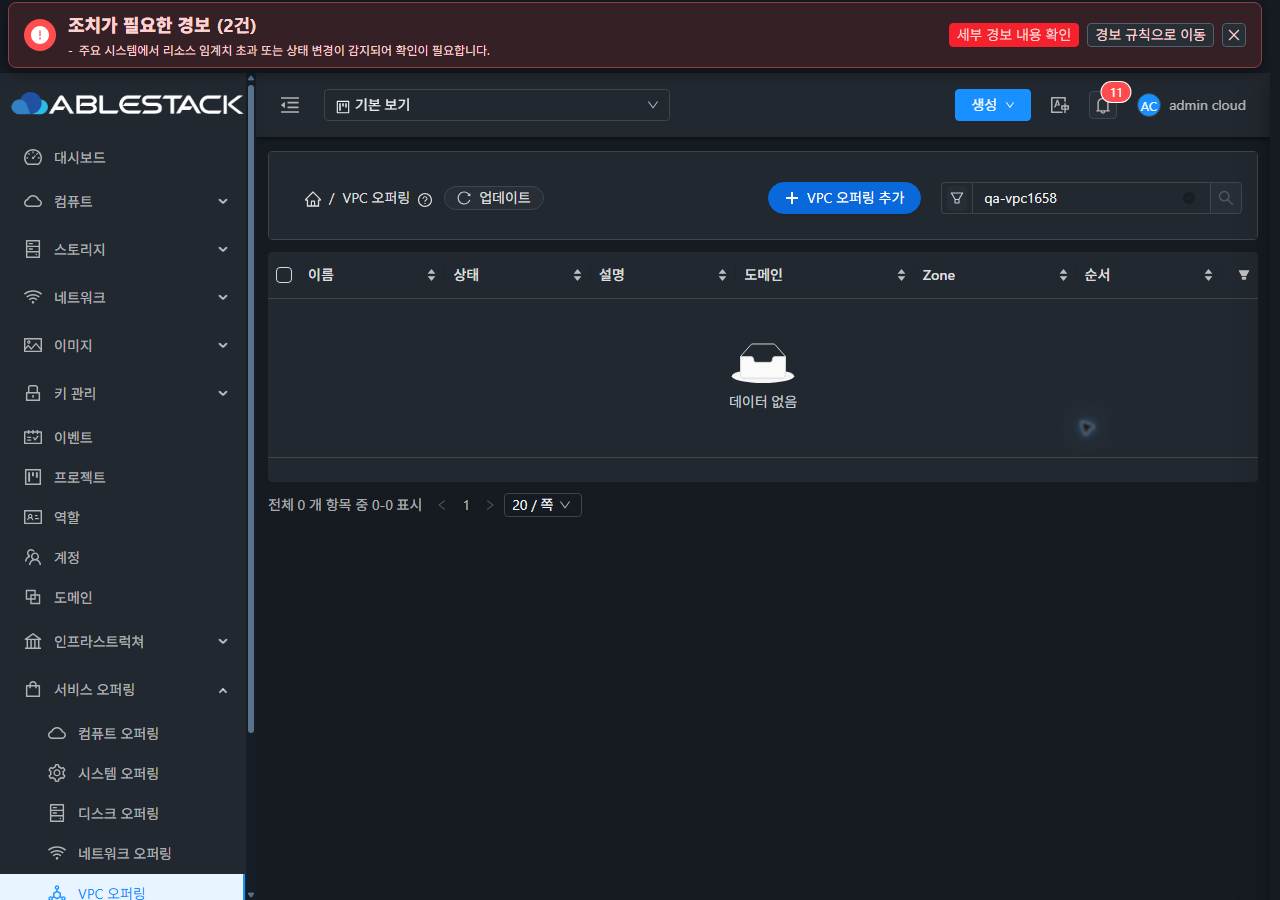 조치가 필요한 경보 (2건)
- 주요 시스템에서 리소스 임계치 초과 또는 상태 변경이 감지되어 확인이 필요합니다.
세부 경보 내용 확인
경보 규칙으로 이동
ABLESTACK
기본 보기
생성
11
AC
admin cloud
대시보드
컴퓨트
스토리지
네트워크
이미지
키 관리
이벤트
프로젝트
역할
계정
도메인
인프라스트럭쳐
서비스 오퍼링
컴퓨트 오퍼링
시스템 오퍼링
디스크 오퍼링
네트워크 오퍼링
VPC 오퍼링
/ VPC 오퍼링
업데이트
VPC 오퍼링 추가
qa-vpc1658
이름 상태 설명 도메인 Zone 순서
데이터 없음
전체 0 개 항목 중 0-0 표시 < 1 > 20 / 쪽